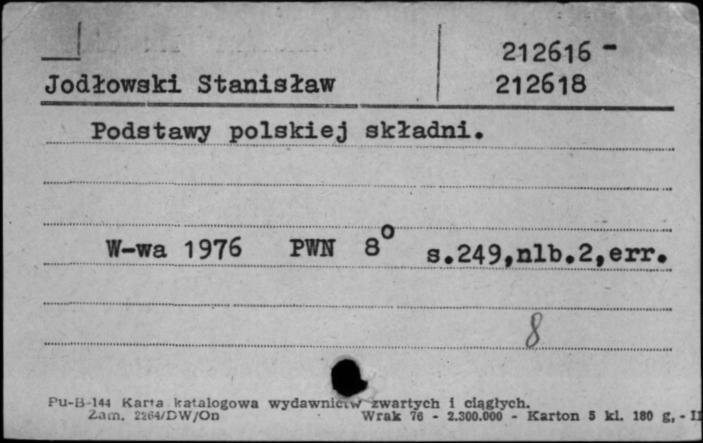 212616 -
Jodłowski Stanisław 212618
Podstawy polskiej składni.
W-wa 1976 PWN 8° s.249,nlb.2,err.
8
Pu-B-144 Karta katalogowa wydawnictw zwartych i ciągłych.
Zam. 2264/DW/On Wrak 76 - 2.300.000 - Karton 5 kl. 180 g, - II